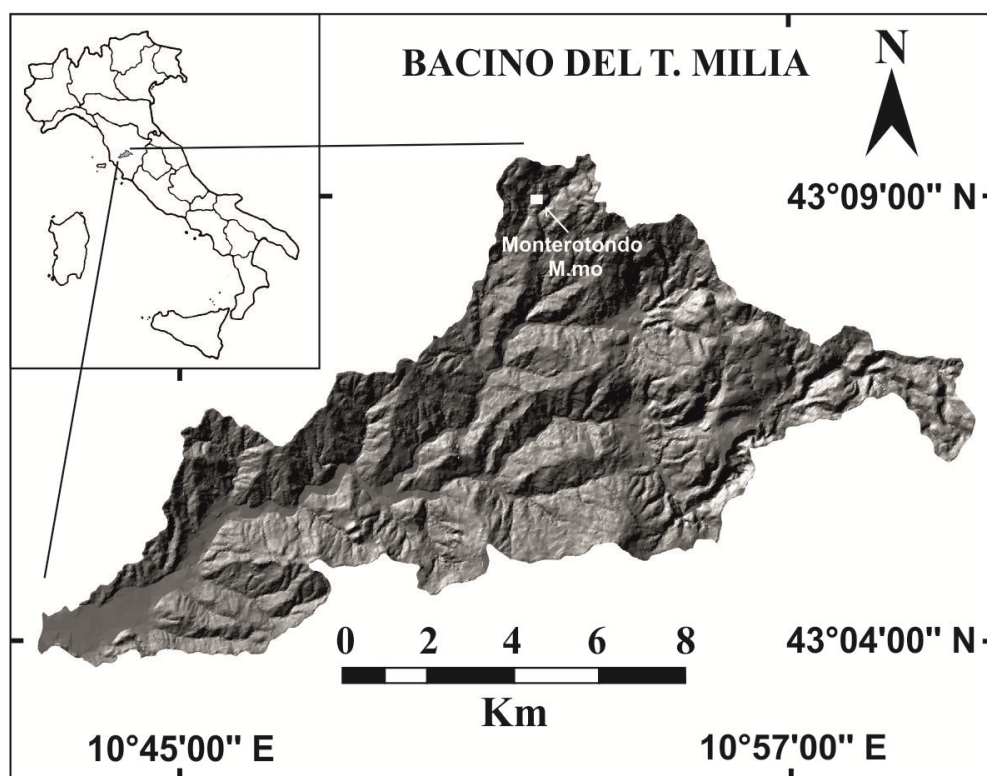 BACINO DEL T. MILIA
N
43°09'00'' N
Monterotondo
M.mo
0 2 4 6 8
Km
43°04'00'' N
10°45'00'' E
10°57'00'' E